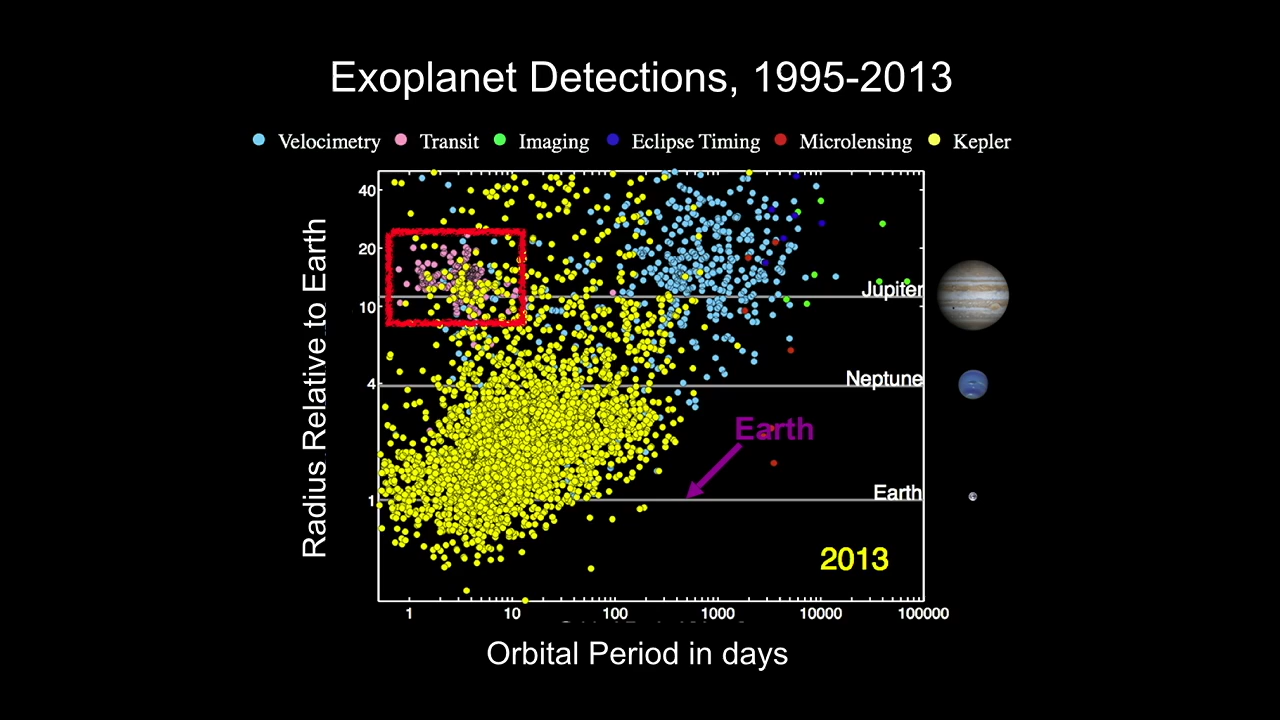 Exoplanet Detections, 1995-2013
Velocimetry Transit Imaging Eclipse Timing Microlensing Kepler
Radius Relative to Earth
40
20
10
4
1
Jupiter
Neptune
Earth
Earth
2013
1 10 100 1000 10000 100000
Orbital Period in days